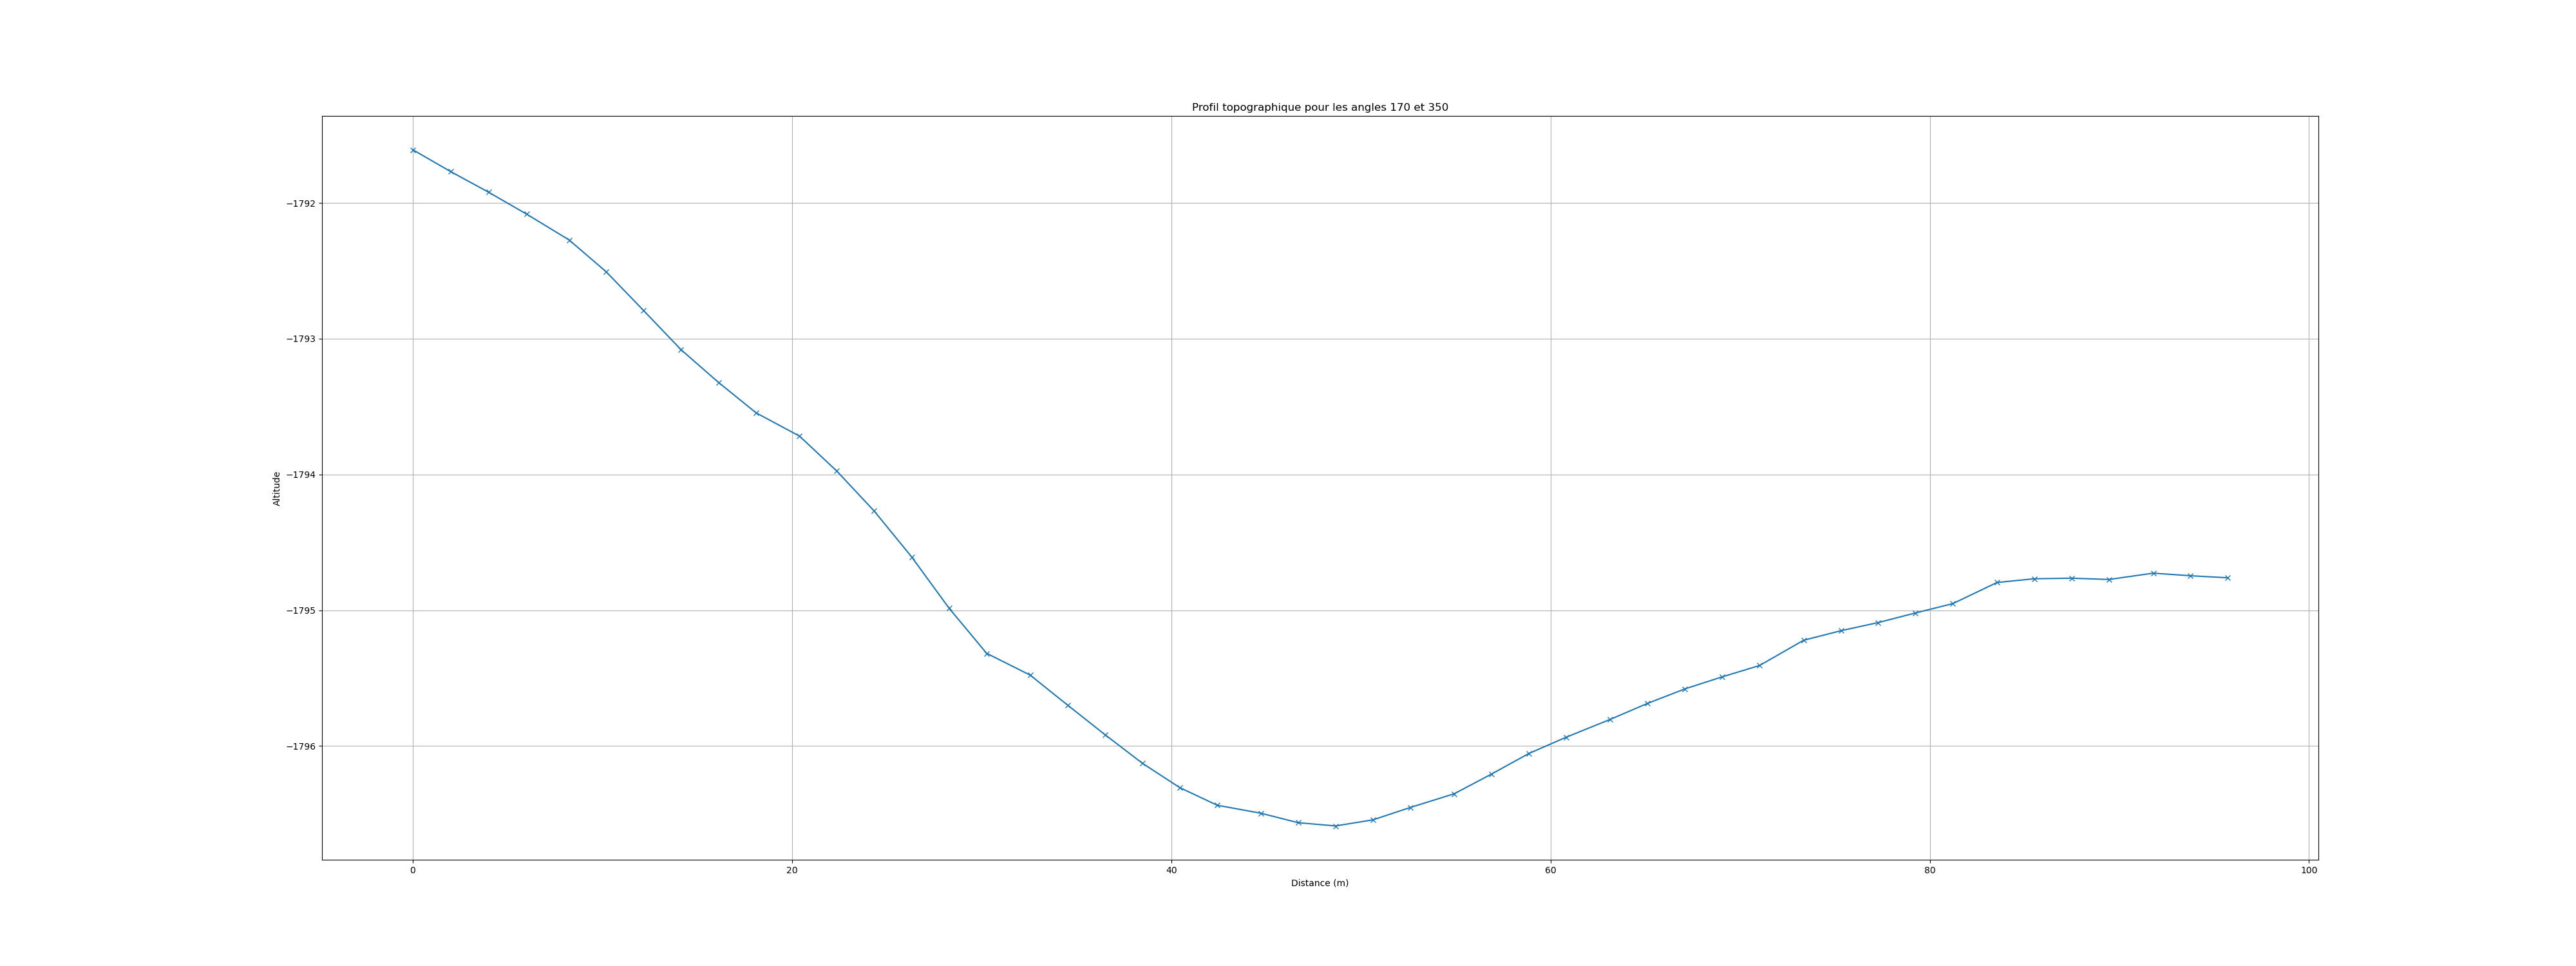 Profil topographique pour les angles 170 et 350
−1792
−1793
−1794
−1795
−1796
Altitude
0 20 40 60 80 100
Distance (m)